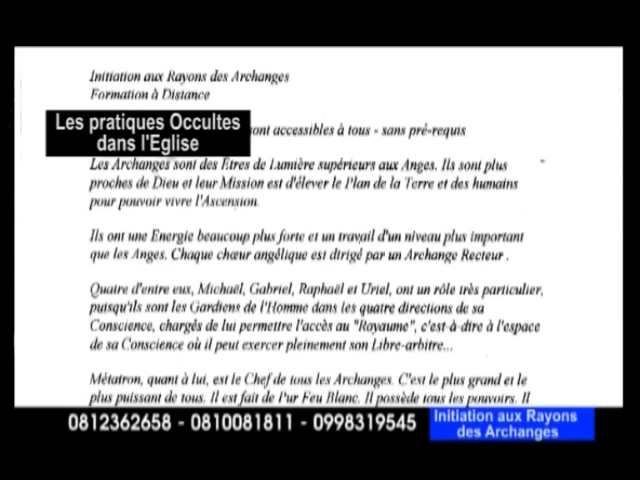 Initiation aux Rayons des Archanges
Formation à Distance
Les pratiques Occultes
dans l'Eglise
ont accessibles à tous - sans pré-requis
Les Archanges sont des Êtres de Lumière supérieurs aux Anges. Ils sont plus
proches de Dieu et leur Mission est d'élever le Plan de la Terre et des humains
pour pouvoir vivre l'Ascension.
Ils ont une Energie beaucoup plus forte et un travail d'un niveau plus important
que les Anges. Chaque chœur angélique est dirigé par un Archange Recteur .
Quatre d'entre eux, Michaël, Gabriel, Raphaël et Uriel, ont un rôle très particulier,
puisqu'ils sont les Gardiens de l'Homme dans les quatre directions de sa
Conscience, chargés de lui permettre l'accès au "Royaume", c'est-à-dire à l'espace
de sa Conscience où il peut exercer pleinement son Libre-arbitre...
Métatron, quant à lui, est le Chef de tous les Archanges. C'est le plus grand et le
plus puissant de tous. Il est fait de Pur Feu Blanc. Il possède tous les pouvoirs. Il
0812362658 - 0810081811 - 0998319545
Initiation aux Rayons
des Archanges